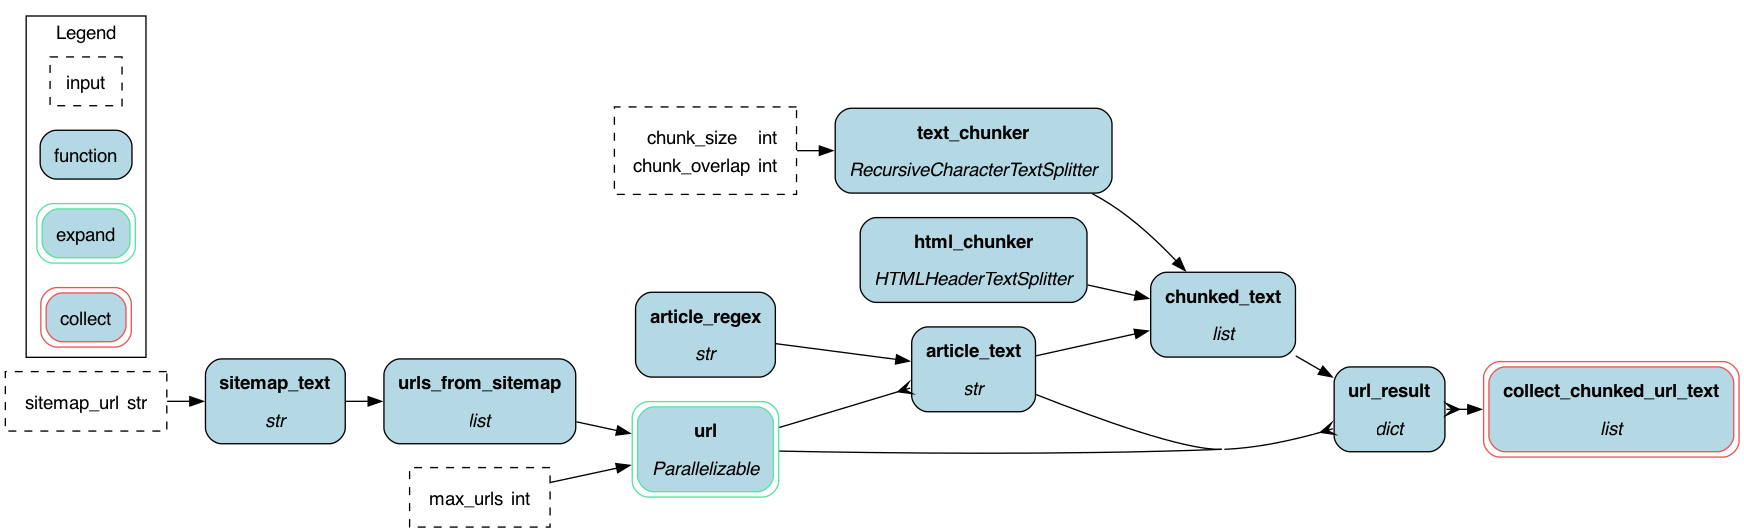 Legend
input
function
expand
collect
sitemap_url str
sitemap_text
str
urls_from_sitemap
list
max_urls int
chunk_size int
chunk_overlap int
text_chunker
RecursiveCharacterTextSplitter
html_chunker
HTMLHeaderTextSplitter
article_regex
str
url
Parallelizable
article_text
str
chunked_text
list
url_result
dict
collect_chunked_url_text
list